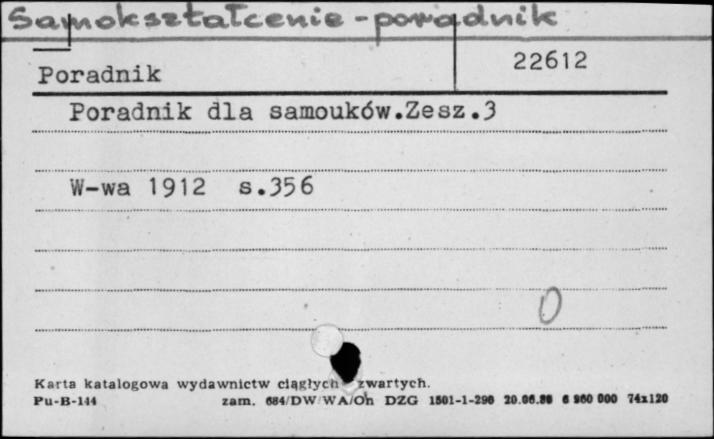 Samokształcenie - poradnik
Poradnik
22612
Poradnik dla samouków.Zesz.3
W-wa 1912 s.356
0
Karta katalogowa wydawnictw ciągłych zwartych.
Pu-B-144 zam. 684/DW/WA/Oh DZG 1501-1-296 20.06.86 6 960 000 74x120